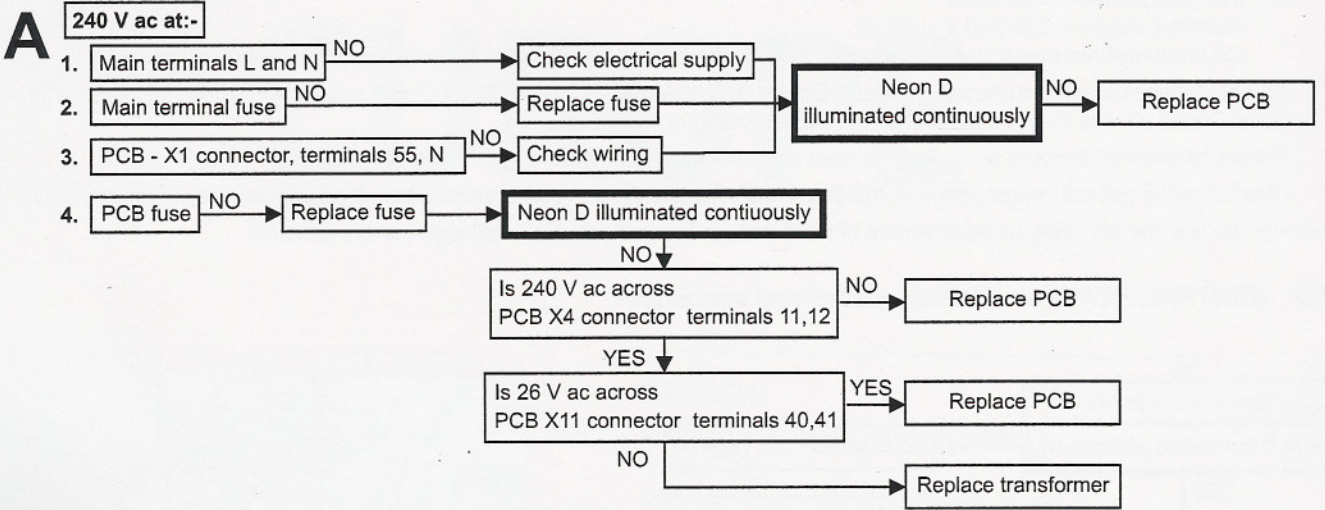 A
240 V ac at:-
1. Main terminals L and N
NO
Check electrical supply
2. Main terminal fuse
NO
Replace fuse
3. PCB - X1 connector, terminals 55, N
NO
Check wiring
Neon D
illuminated continuously
NO
Replace PCB
4. PCB fuse
NO
Replace fuse
Neon D illuminated contiuously
NO
Is 240 V ac across
PCB X4 connector terminals 11,12
NO
Replace PCB
YES
Is 26 V ac across
PCB X11 connector terminals 40,41
YES
Replace PCB
NO
Replace transformer